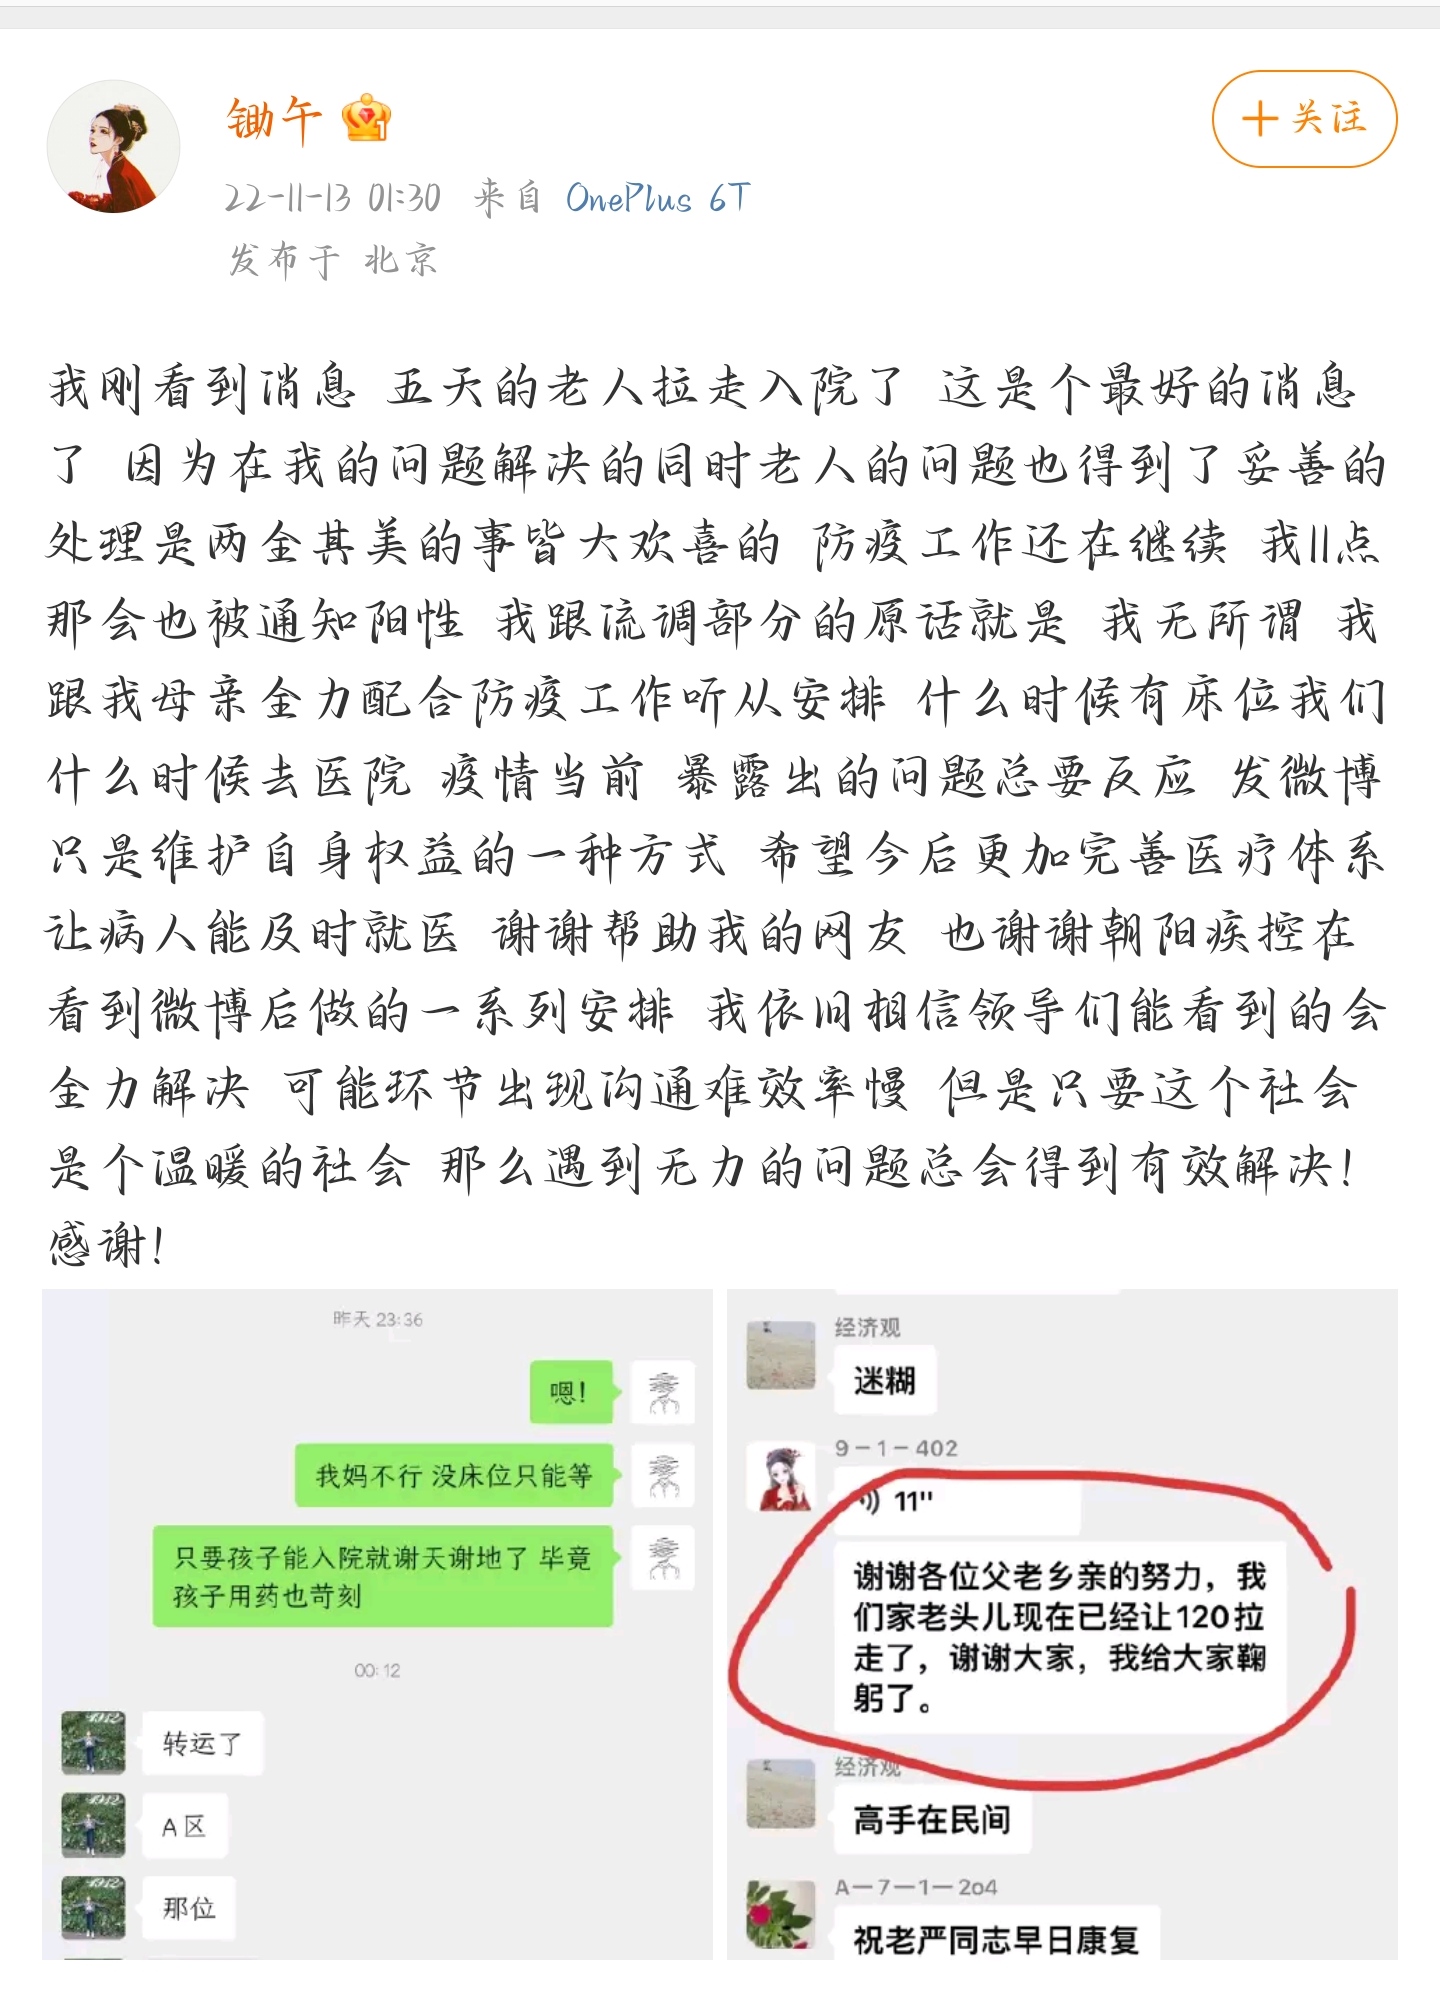 锄午
关注
22-11-13 01:30 来自 OnePlus 6T
发布于 北京
我刚看到消息 五天的老人拉走入院了 这是个最好的消息
了 因为在我的问题解决的同时老人的问题也得到了妥善的
处理是两全其美的事皆大欢喜的 防疫工作还在继续 我11点
那会也被通知阳性 我跟流调部分的原话就是 我无所谓 我
跟我母亲全力配合防疫工作听从安排 什么时候有床位我们
什么时候去医院 疫情当前 暴露出的问题总要反应 发微博
只是维护自身权益的一种方式 希望今后更加完善医疗体系
让病人能及时就医 谢谢帮助我的网友 也谢谢朝阳疾控在
看到微博后做的一系列安排 我依旧相信领导们能看到的会
全力解决 可能环节出现沟通难效率慢 但是只要这个社会
是个温暖的社会 那么遇到无力的问题总会得到有效解决！
感谢！
昨天 23:36
嗯！
我妈不行 没床位只能等
只要孩子能入院就谢天谢地了 毕竟
孩子用药也苛刻
00:12
转运了
A区
那位
经济观
迷糊
9－1－402
11"
谢谢各位父老乡亲的努力，我
们家老头儿现在已经让120拉
走了，谢谢大家，我给大家鞠
躬了。
经济观
高手在民间
A－7－1－2o4
祝老严同志早日康复